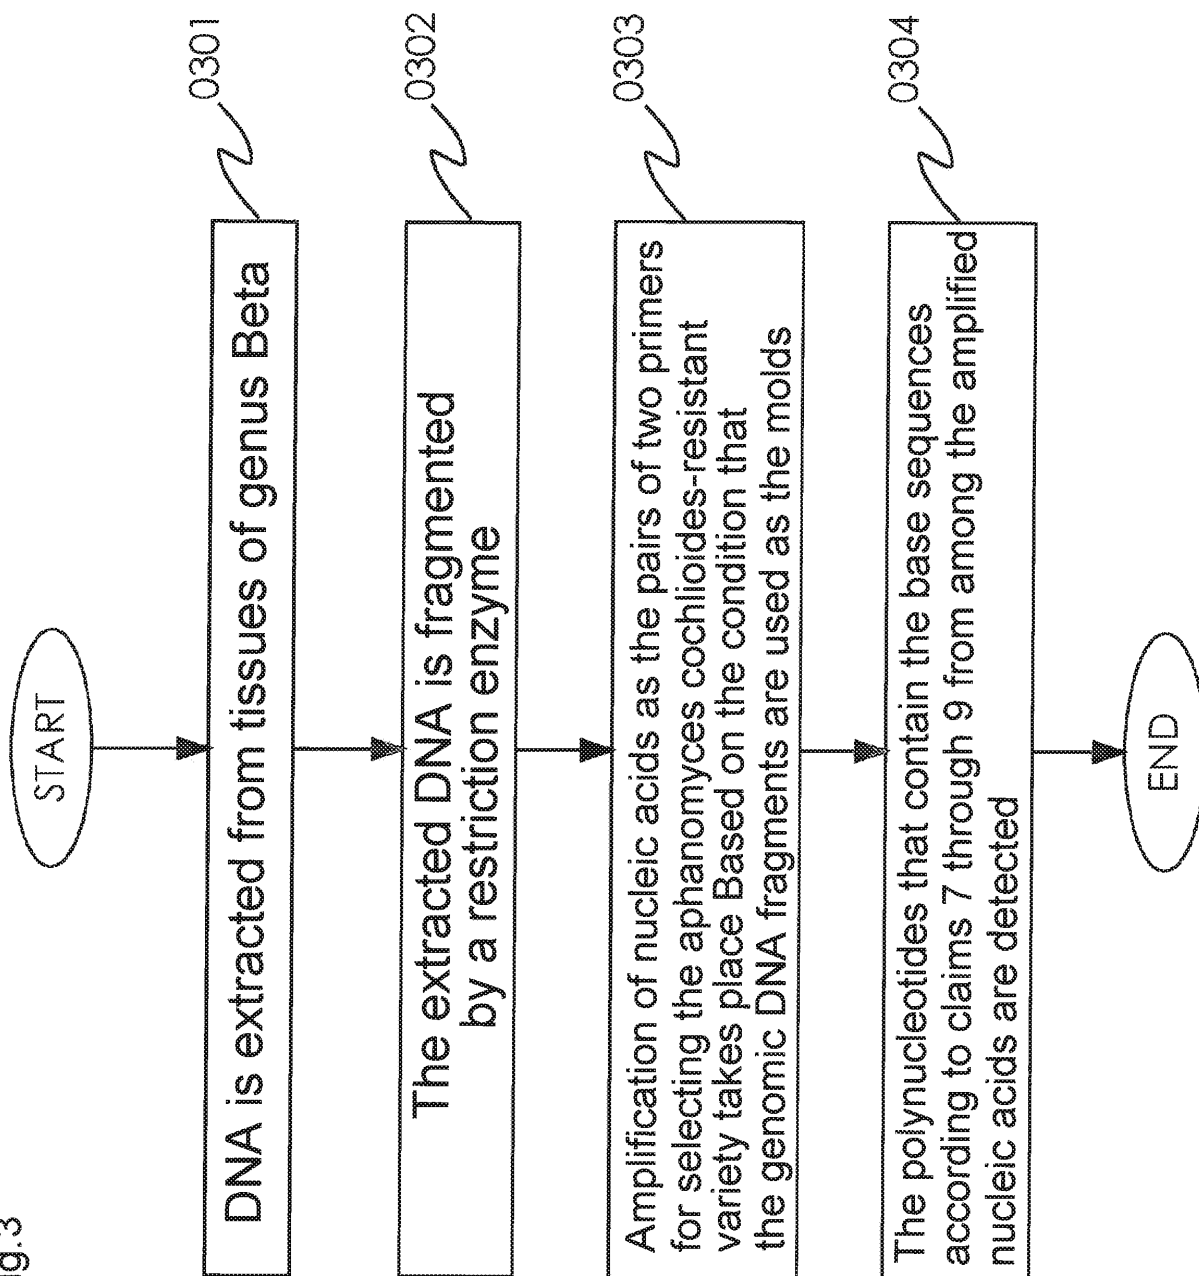 ig.3
START
DNA is extracted from tissues of genus Beta
0301
The extracted DNA is fragmented
by a restriction enzyme
0302
Amplification of nucleic acids as the pairs of two primers
for selecting the aphanomyces cochlioides-resistant
variety takes place Based on the condition that
the genomic DNA fragments are used as the molds
0303
The polynucleotides that contain the base sequences
according to claims 7 through 9 from among the amplified
nucleic acids are detected
0304
END